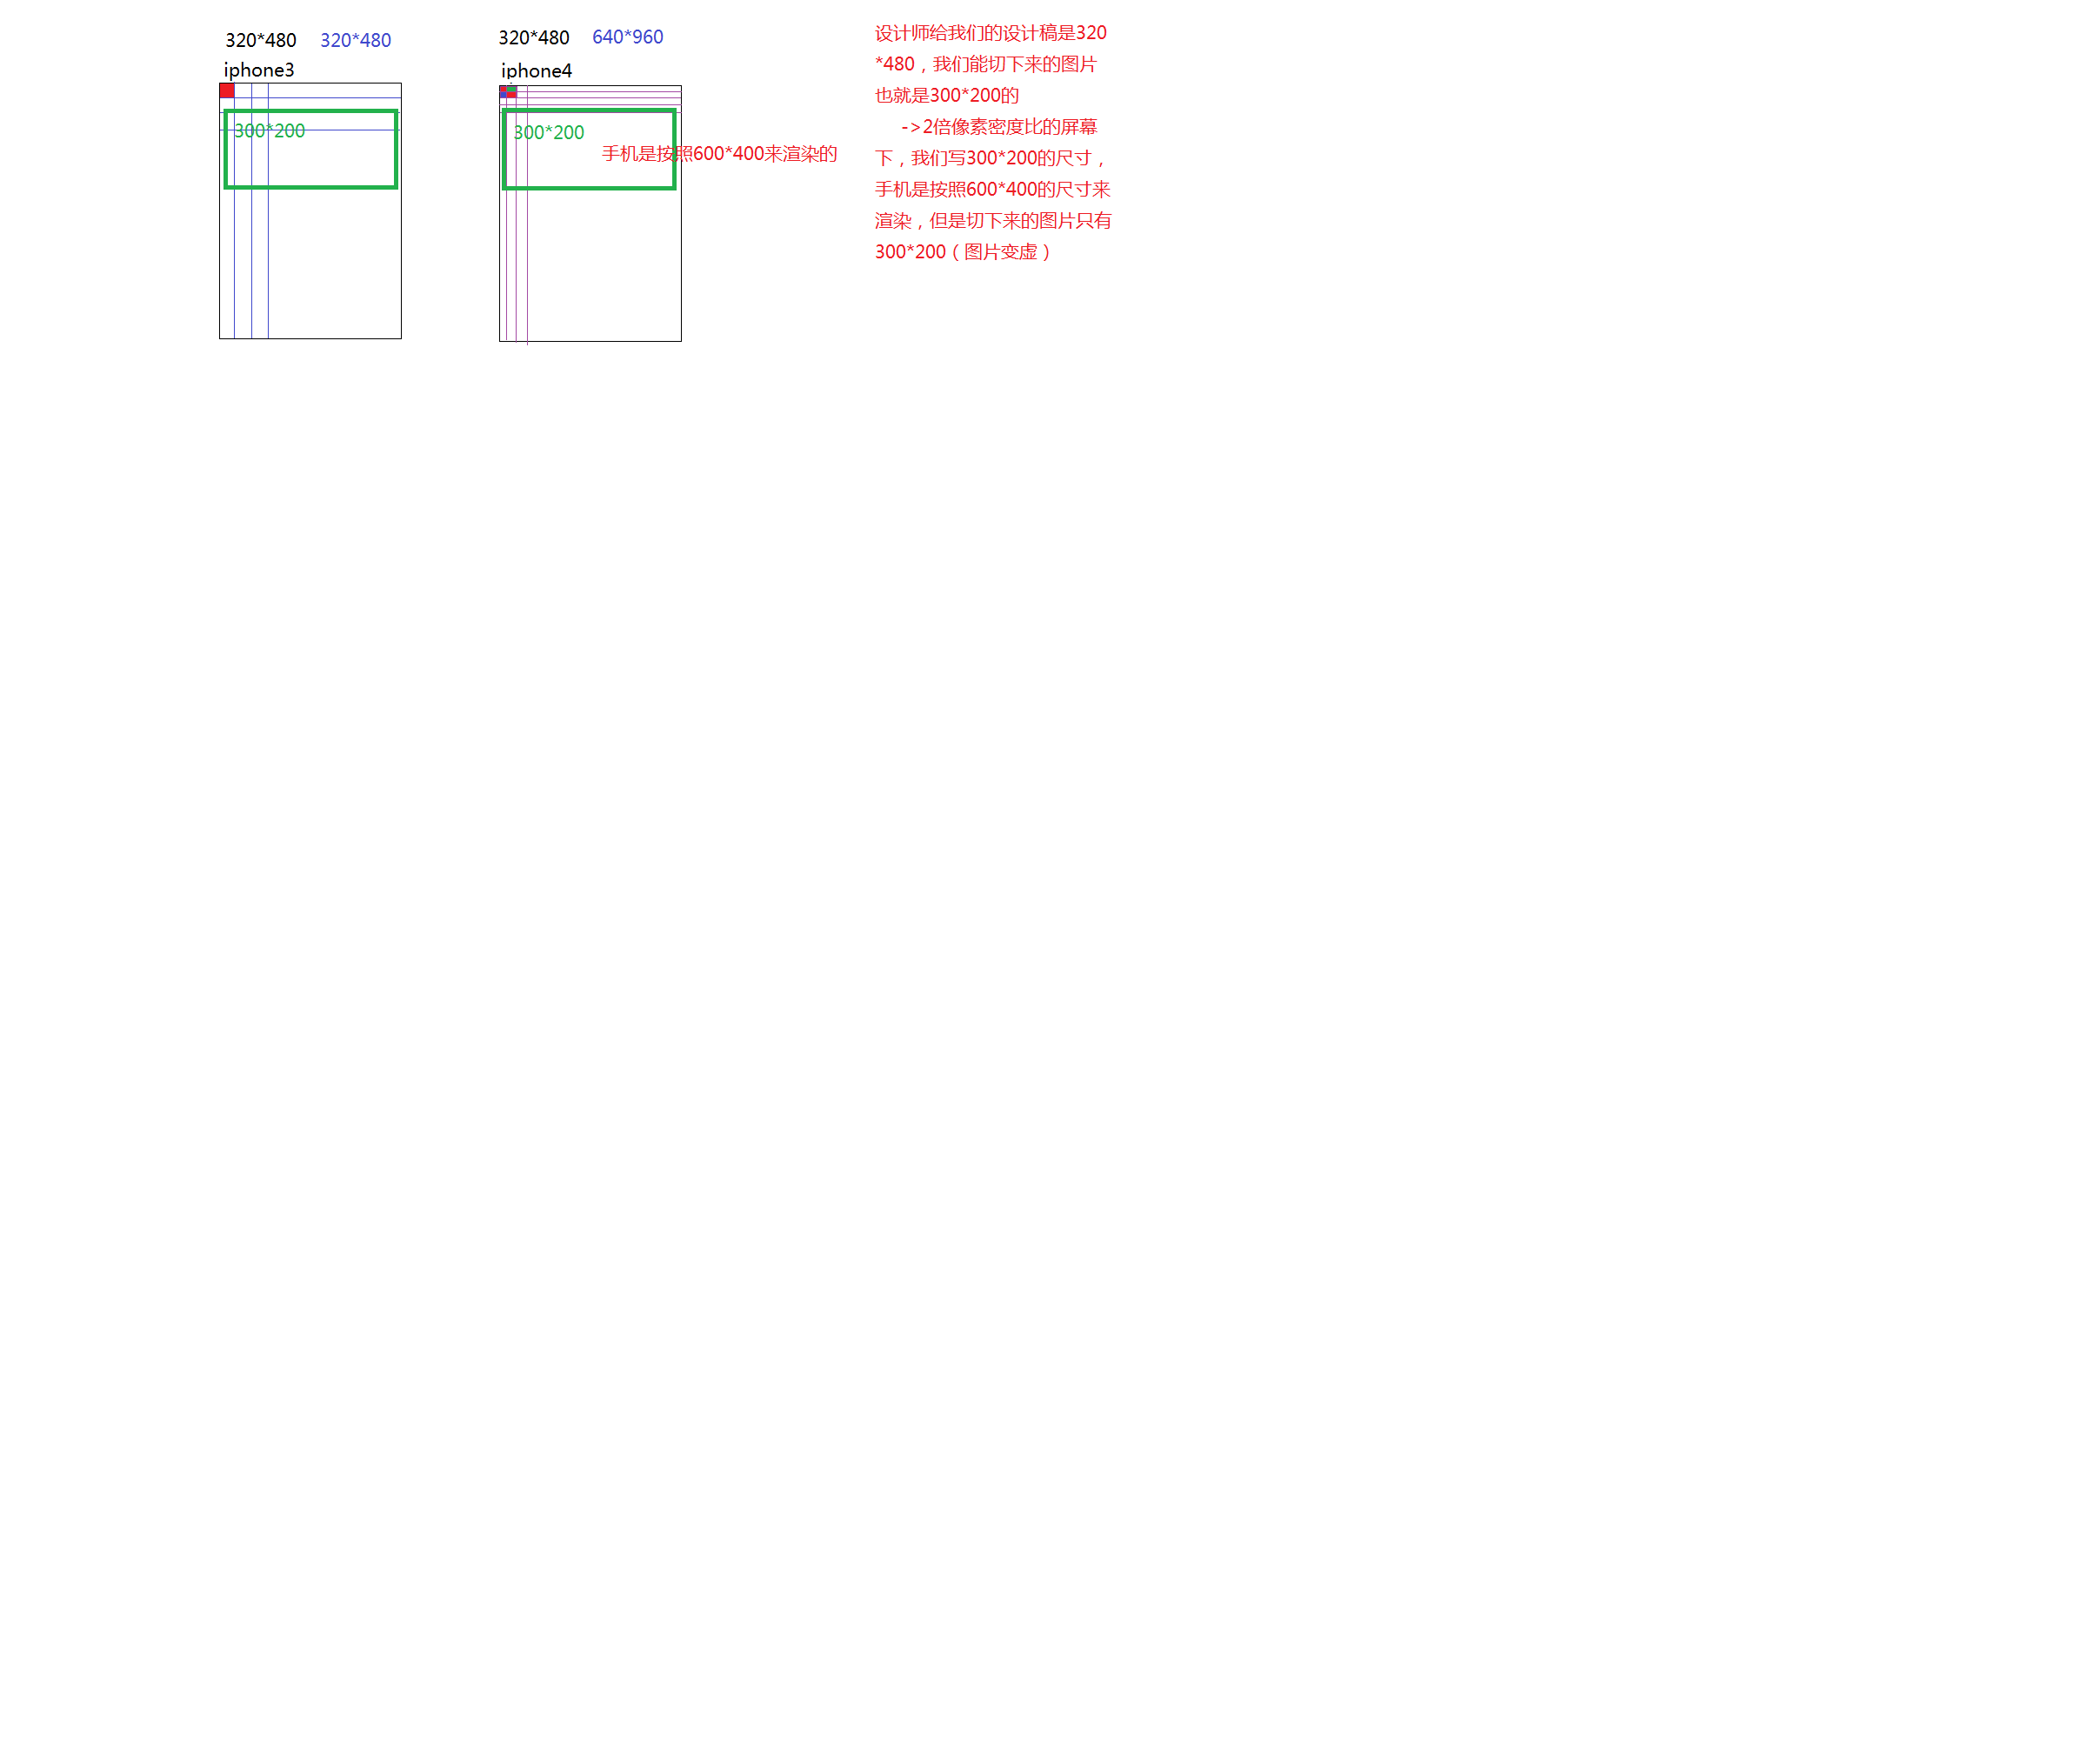 320*480 320*480
iphone3
300*200
320*480 640*960
iphone4
300*200
手机是按照600*400来渲染的
设计师给我们的设计稿是320
*480，我们能切下来的图片
也就是300*200的
->2倍像素密度比的屏幕
下，我们写300*200的尺寸，
手机是按照600*400的尺寸来
渲染，但是切下来的图片只有
300*200（图片变虚）